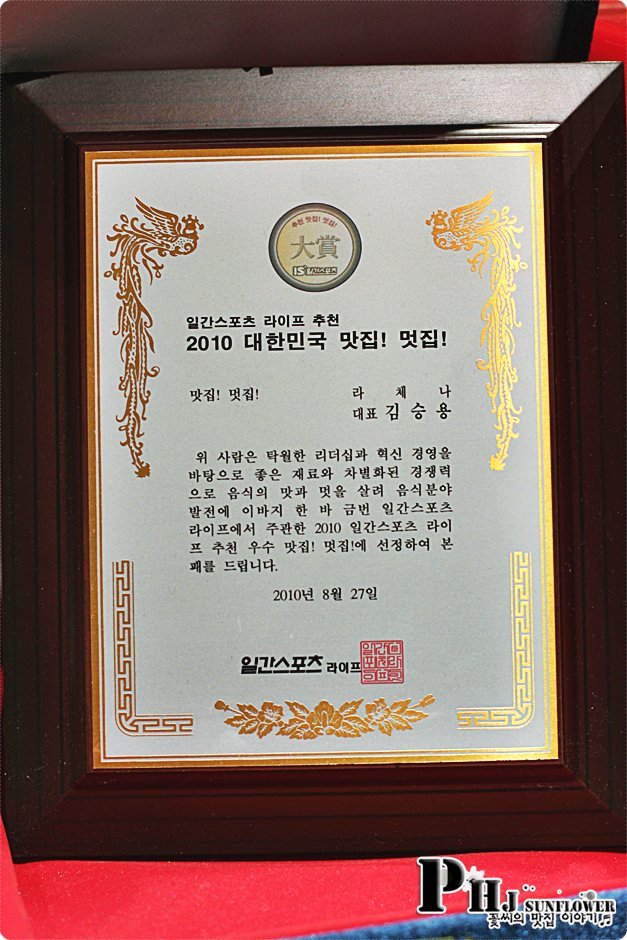 추천 맛집! 멋집!
大賞
IS 일간스포츠
일간스포츠 라이프 추천
2010 대한민국 맛집! 멋집!
맛집! 멋집! 라 체 나
대표 김 승 용
위 사람은 탁월한 리더십과 혁신 경영을
바탕으로 좋은 재료와 차별화된 경쟁력
으로 음식의 맛과 멋을 살려 음식분야
발전에 이바지 한 바 금번 일간스포츠
라이프에서 주관한 2010 일간스포츠 라이
프 추천 우수 맛집! 멋집!에 선정하여 본
패를 드립니다.
2010년 8월 27일
일간스포츠 라이프
PHJ SUNFLOWER
꽃씨의 맛집 이야기